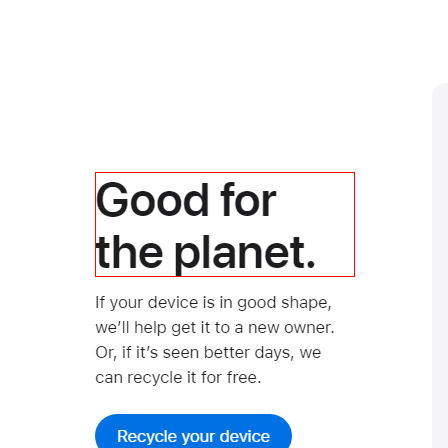 Good for
the planet.
If your device is in good shape,
we'll help get it to a new owner.
Or, if it's seen better days, we
can recycle it for free.
Recycle your device